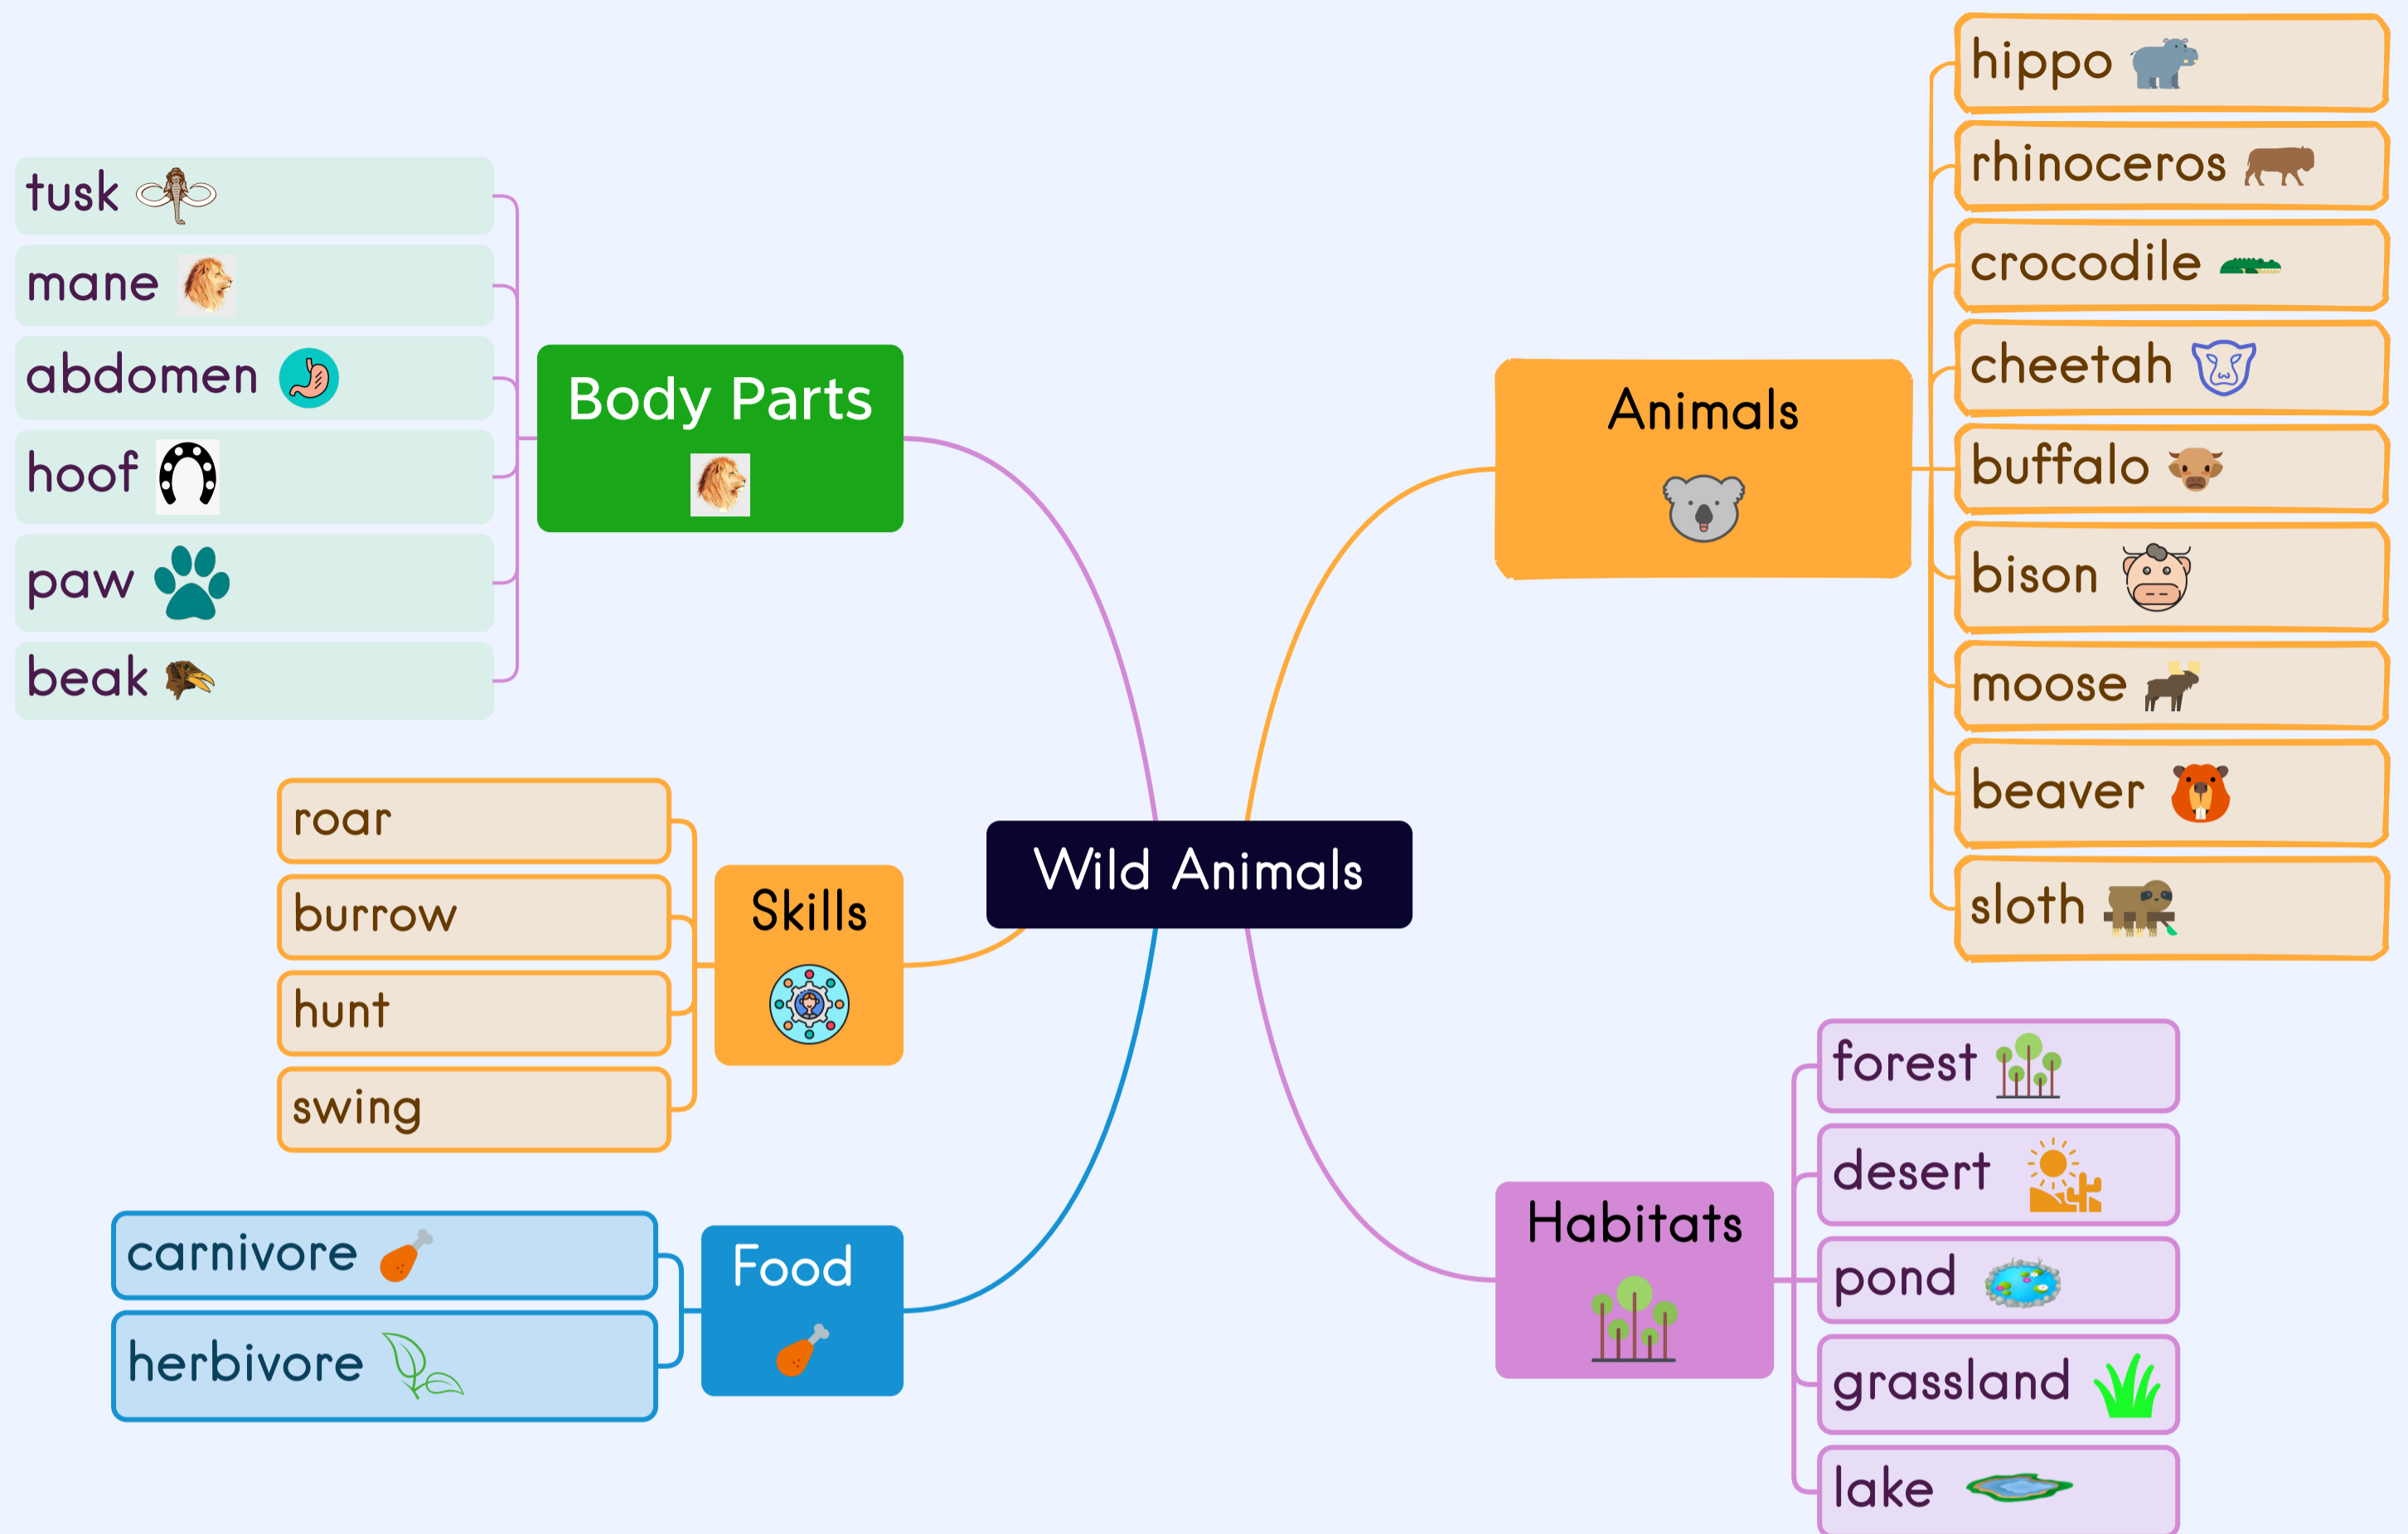 Wild Animals
Animals
hippo
rhinoceros
crocodile
cheetah
buffalo
bison
moose
beaver
sloth
Habitats
forest
desert
pond
grassland
lake
Body Parts
tusk
mane
abdomen
hoof
paw
beak
Skills
roar
burrow
hunt
swing
Food
carnivore
herbivore